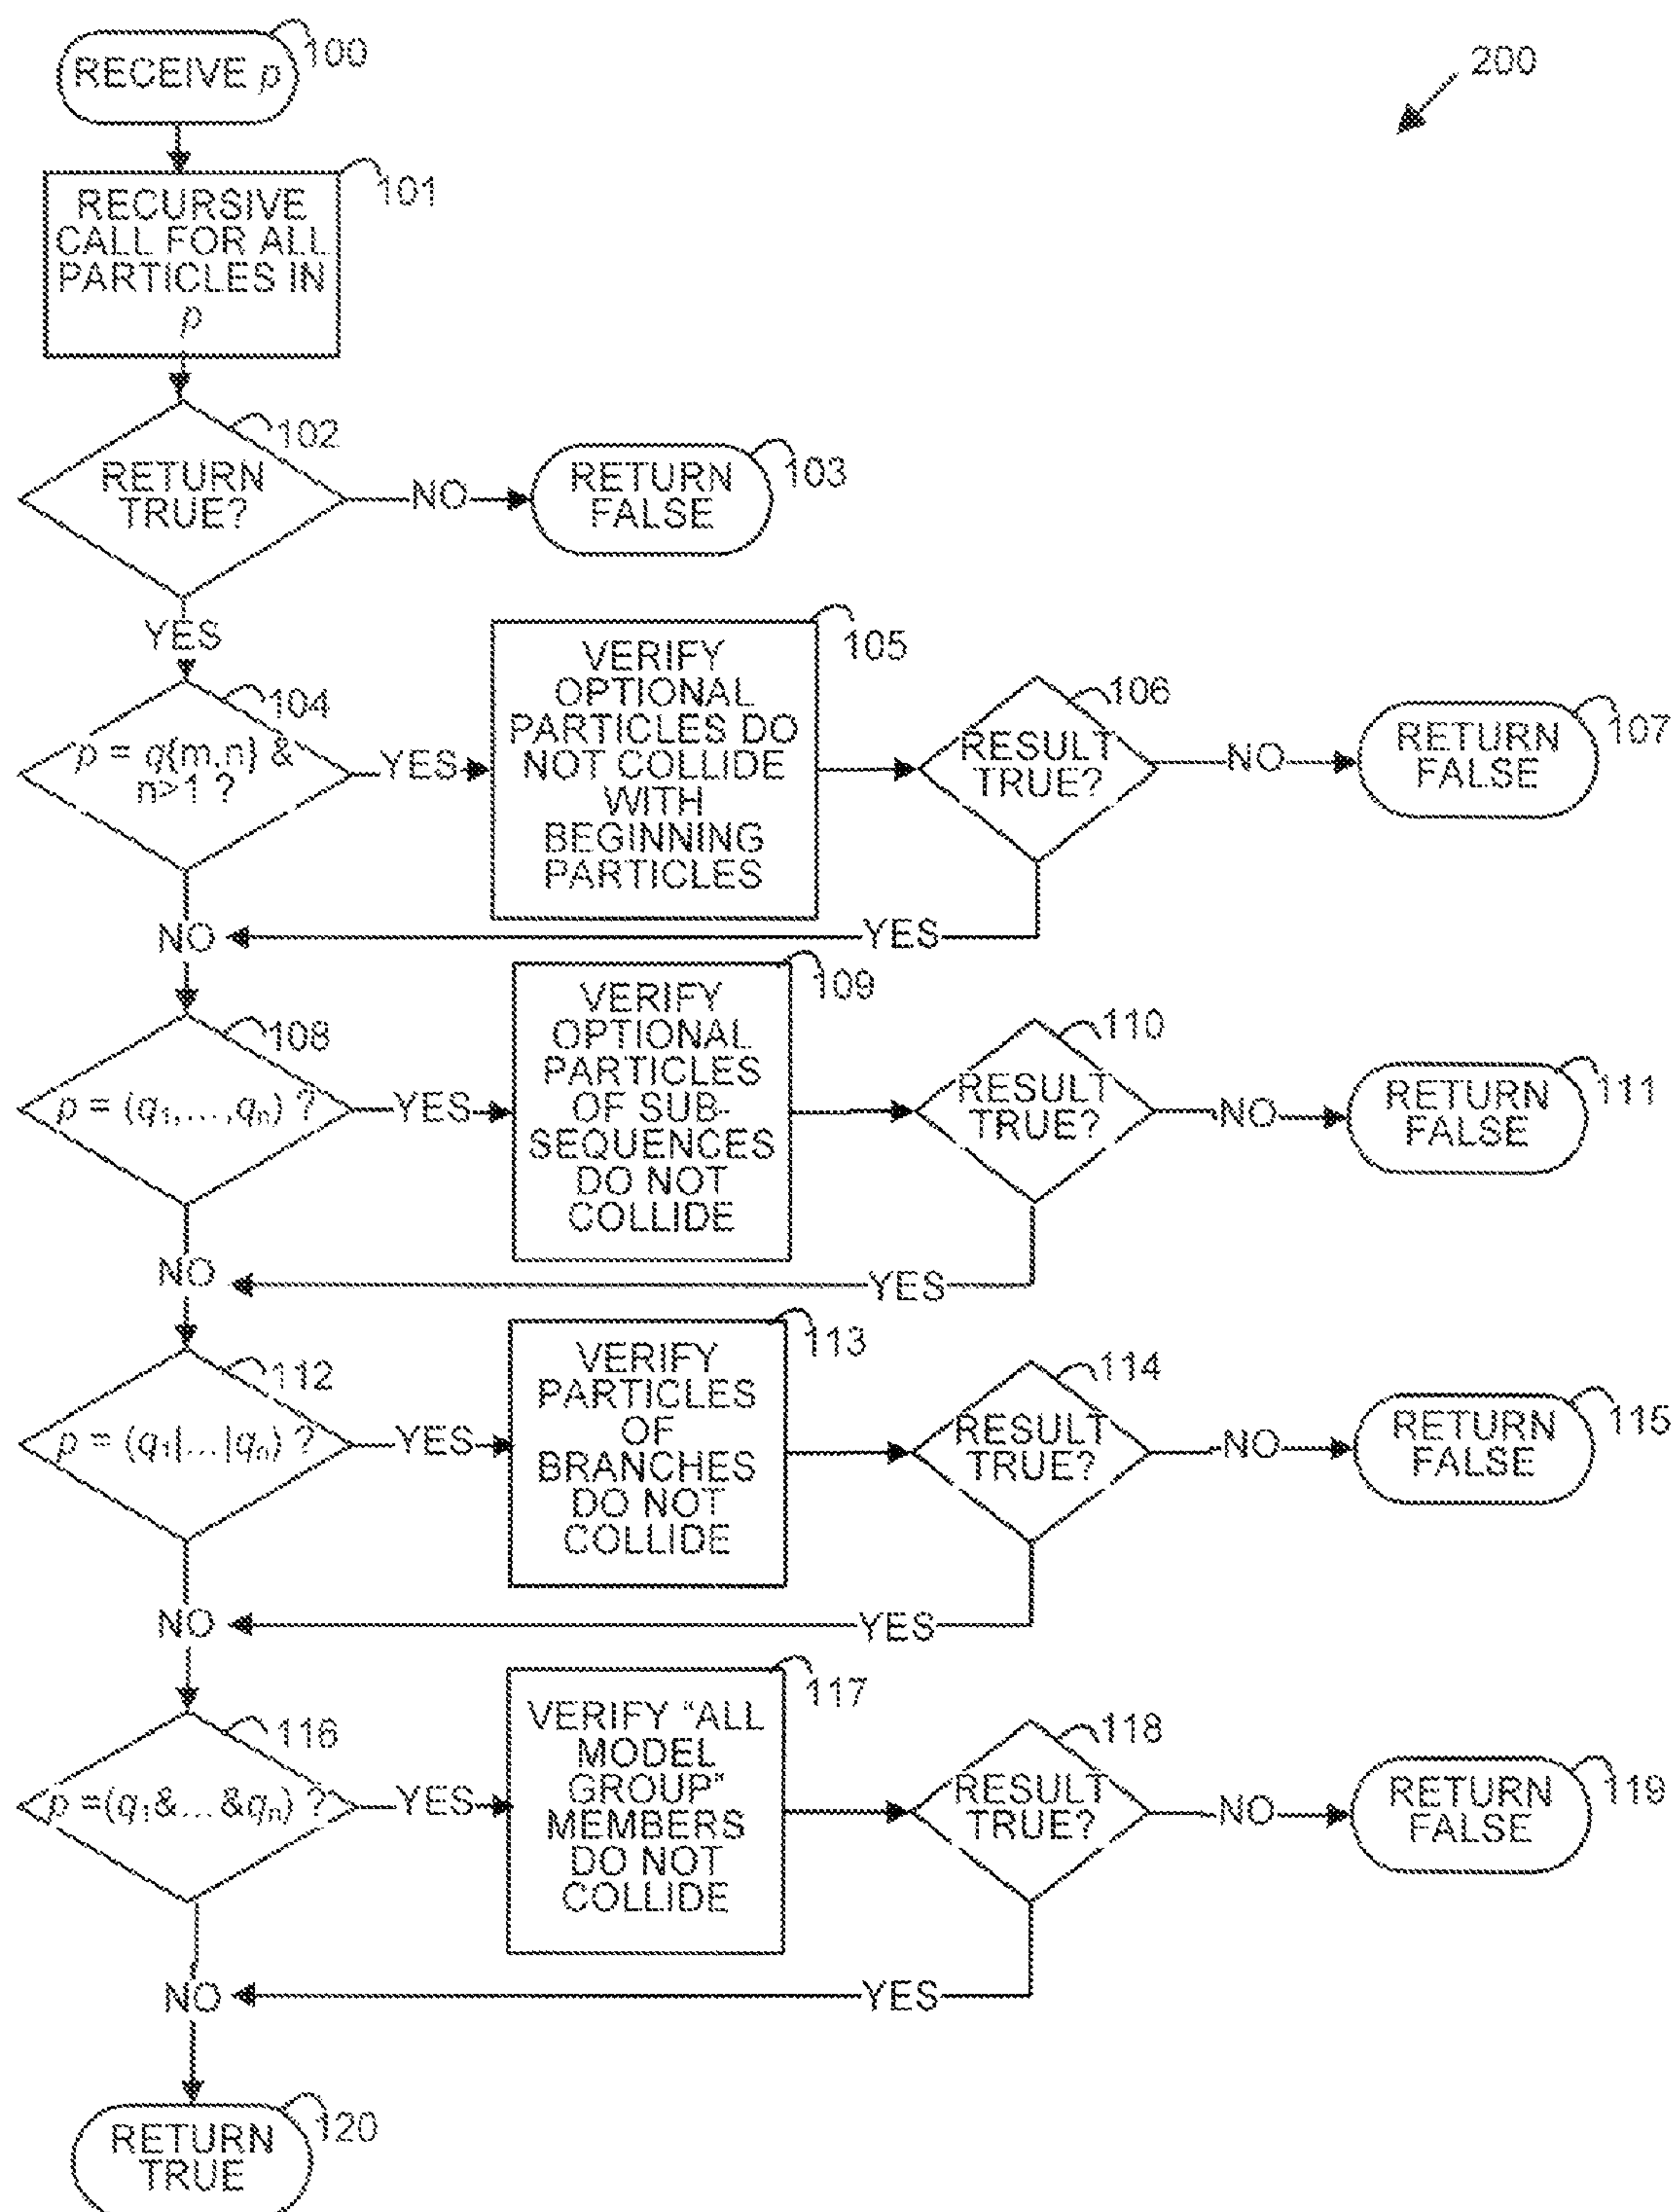 100
RECEIVE p
200
101
RECURSIVE
CALL FOR ALL
PARTICLES IN
p
102
RETURN
TRUE?
NO
103
RETURN
FALSE
YES
104
p = q{m,n} &
n>1 ?
YES
105
VERIFY
OPTIONAL
PARTICLES DO
NOT COLLIDE
WITH
BEGINNING
PARTICLES
106
RESULT
TRUE?
NO
107
RETURN
FALSE
YES
NO
108
p = (q₁,...,qₙ) ?
YES
109
VERIFY
OPTIONAL
PARTICLES
OF SUB-
SEQUENCES
DO NOT
COLLIDE
110
RESULT
TRUE?
NO
111
RETURN
FALSE
YES
NO
112
p = (q₁|...|qₙ) ?
YES
113
VERIFY
PARTICLES
OF
BRANCHES
DO NOT
COLLIDE
114
RESULT
TRUE?
NO
115
RETURN
FALSE
YES
NO
116
p =(q₁&...&qₙ) ?
YES
117
VERIFY “ALL
MODEL
GROUP”
MEMBERS
DO NOT
COLLIDE
118
RESULT
TRUE?
NO
119
RETURN
FALSE
YES
NO
120
RETURN
TRUE